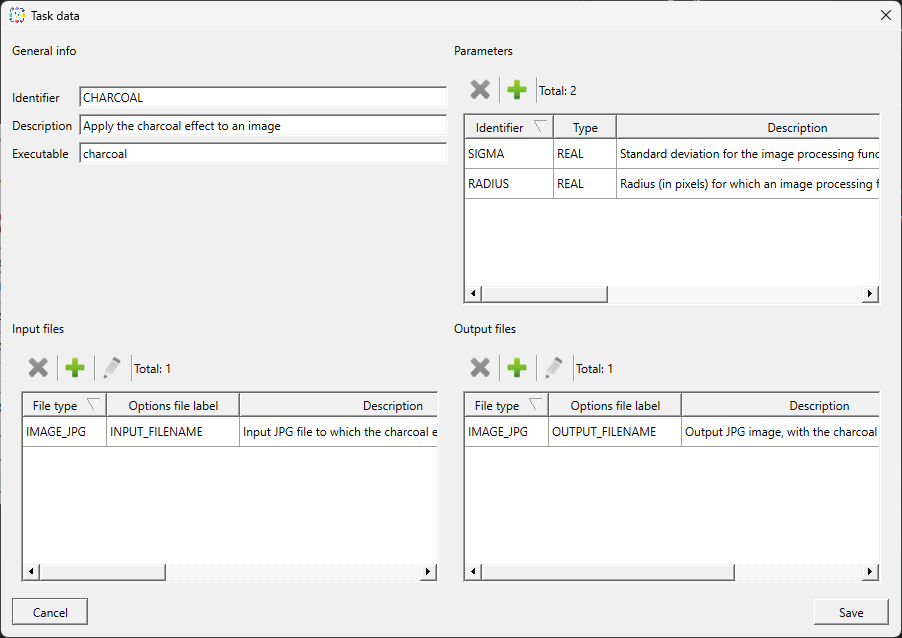 Task data
General info
Identifier CHARCOAL
Description Apply the charcoal effect to an image
Executable charcoal
Parameters
Total: 2
Identifier Type Description
SIGMA REAL Standard deviation for the image processing func
RADIUS REAL Radius (in pixels) for which an image processing f
Input files
Total: 1
File type Options file label Description
IMAGE_JPG INPUT_FILENAME Input JPG file to which the charcoal e
Output files
Total: 1
File type Options file label Description
IMAGE_JPG OUTPUT_FILENAME Output JPG image, with the charcoal
Cancel
Save